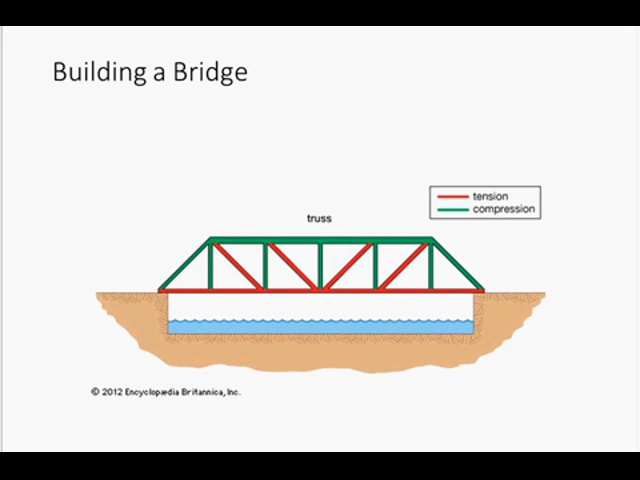 Building a Bridge
tension
compression
truss
© 2012 Encyclopædia Britannica, Inc.